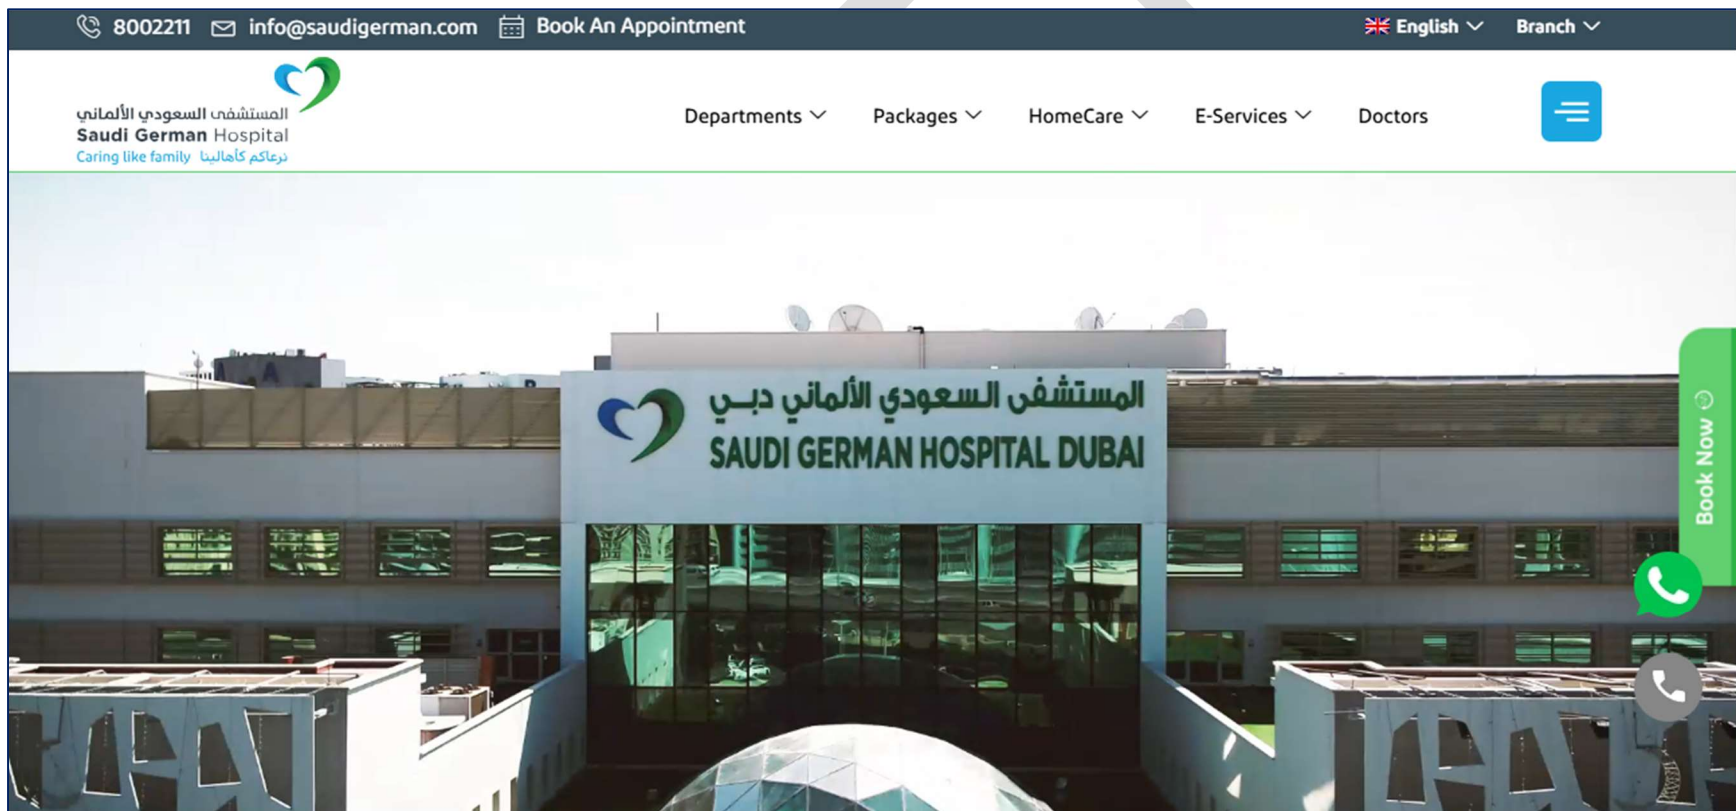 8002211 info@saudigerman.com Book An Appointment English Branch
المستشفى السعودي الألماني
Saudi German Hospital
Caring like family نرعاكم كأهالينا
Departments Packages HomeCare E-Services Doctors
المستشفى السعودي الألماني دبي
SAUDI GERMAN HOSPITAL DUBAI
Book Now